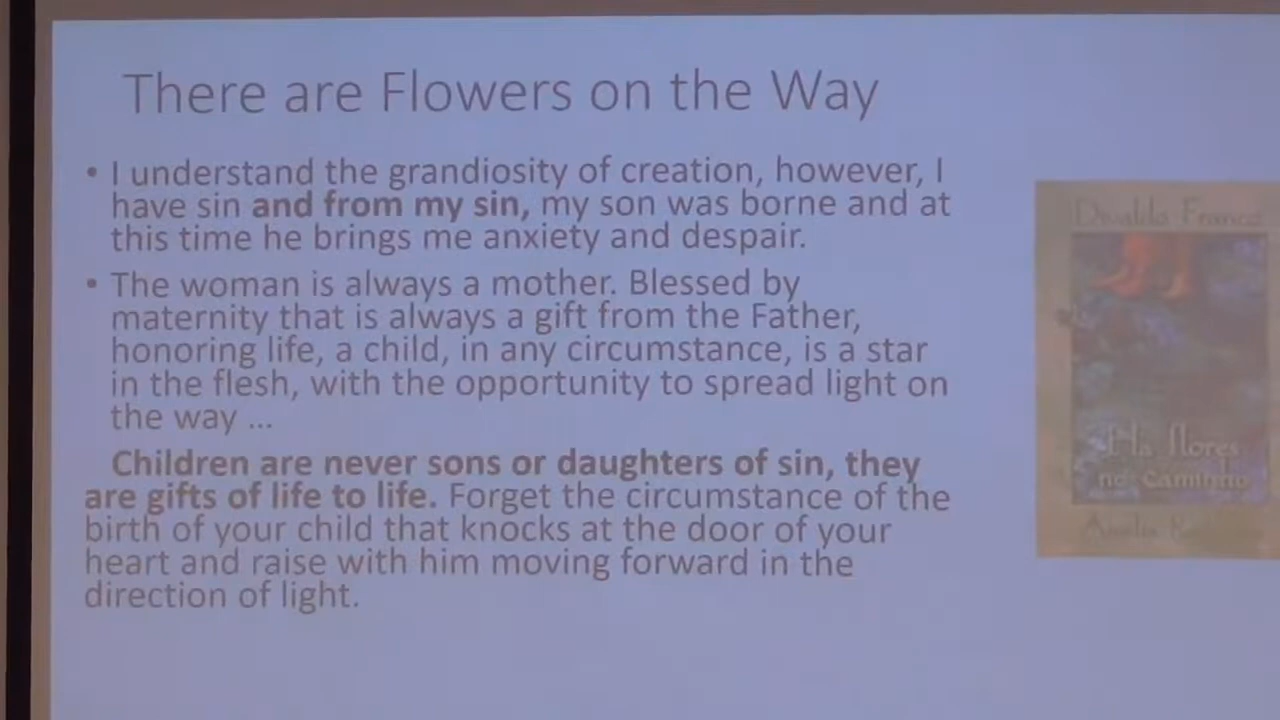 There are Flowers on the Way
• I understand the grandiosity of creation, however, I
have sin and from my sin, my son was borne and at
this time he brings me anxiety and despair.
• The woman is always a mother. Blessed by
maternity that is always a gift from the Father,
honoring life, a child, in any circumstance, is a star
in the flesh, with the opportunity to spread light on
the way ...
Children are never sons or daughters of sin, they
are gifts of life to life. Forget the circumstance of the
birth of your child that knocks at the door of your
heart and raise with him moving forward in the
direction of light.
Divaldo Franco
Há flores
no caminho